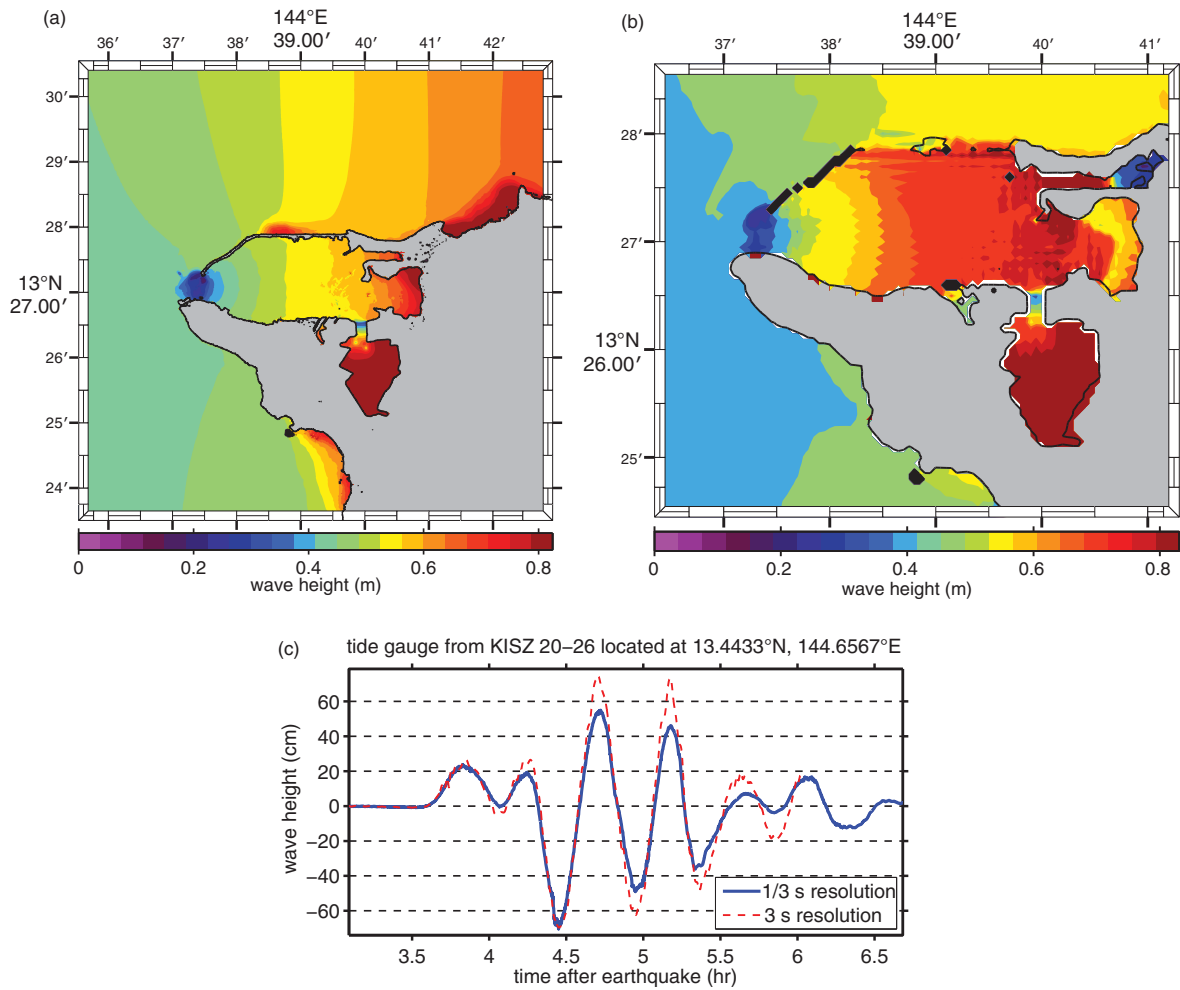 (a)
144°E
39.00′
36′ 37′ 38′ 40′ 41′ 42′
30′
29′
28′
13°N
27.00′
26′
25′
24′
0 0.2 0.4 0.6 0.8
wave height (m)
(b)
144°E
39.00′
37′ 38′ 40′ 41′
28′
27′
13°N
26.00′
25′
0 0.2 0.4 0.6 0.8
wave height (m)
(c)
tide gauge from KISZ 20–26 located at 13.4433°N, 144.6567°E
wave height (cm)
60
40
20
0
−20
−40
−60
1/3 s resolution
3 s resolution
3.5 4 4.5 5 5.5 6 6.5
time after earthquake (hr)